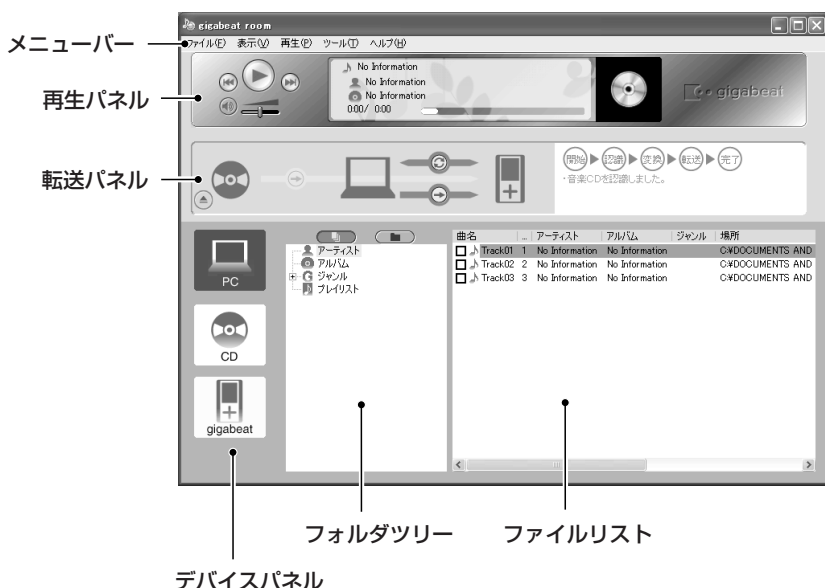 gigabeat room
ファイル(F) 表示(V) 再生(P) ツール(T) ヘルプ(H)
メニューバー
再生パネル
No Information
No Information
No Information
0:00/ 0:00
gigabeat
転送パネル
開始 認識 変換 転送 完了
・音楽CDを認識しました。
PC
CD
gigabeat
アーティスト
アルバム
ジャンル
プレイリスト
曲名 ... アーティスト アルバム ジャンル 場所
Track01 1 No Information No Information C:¥DOCUMENTS AND
Track02 2 No Information No Information C:¥DOCUMENTS AND
Track03 3 No Information No Information C:¥DOCUMENTS AND
フォルダツリー
ファイルリスト
デバイスパネル